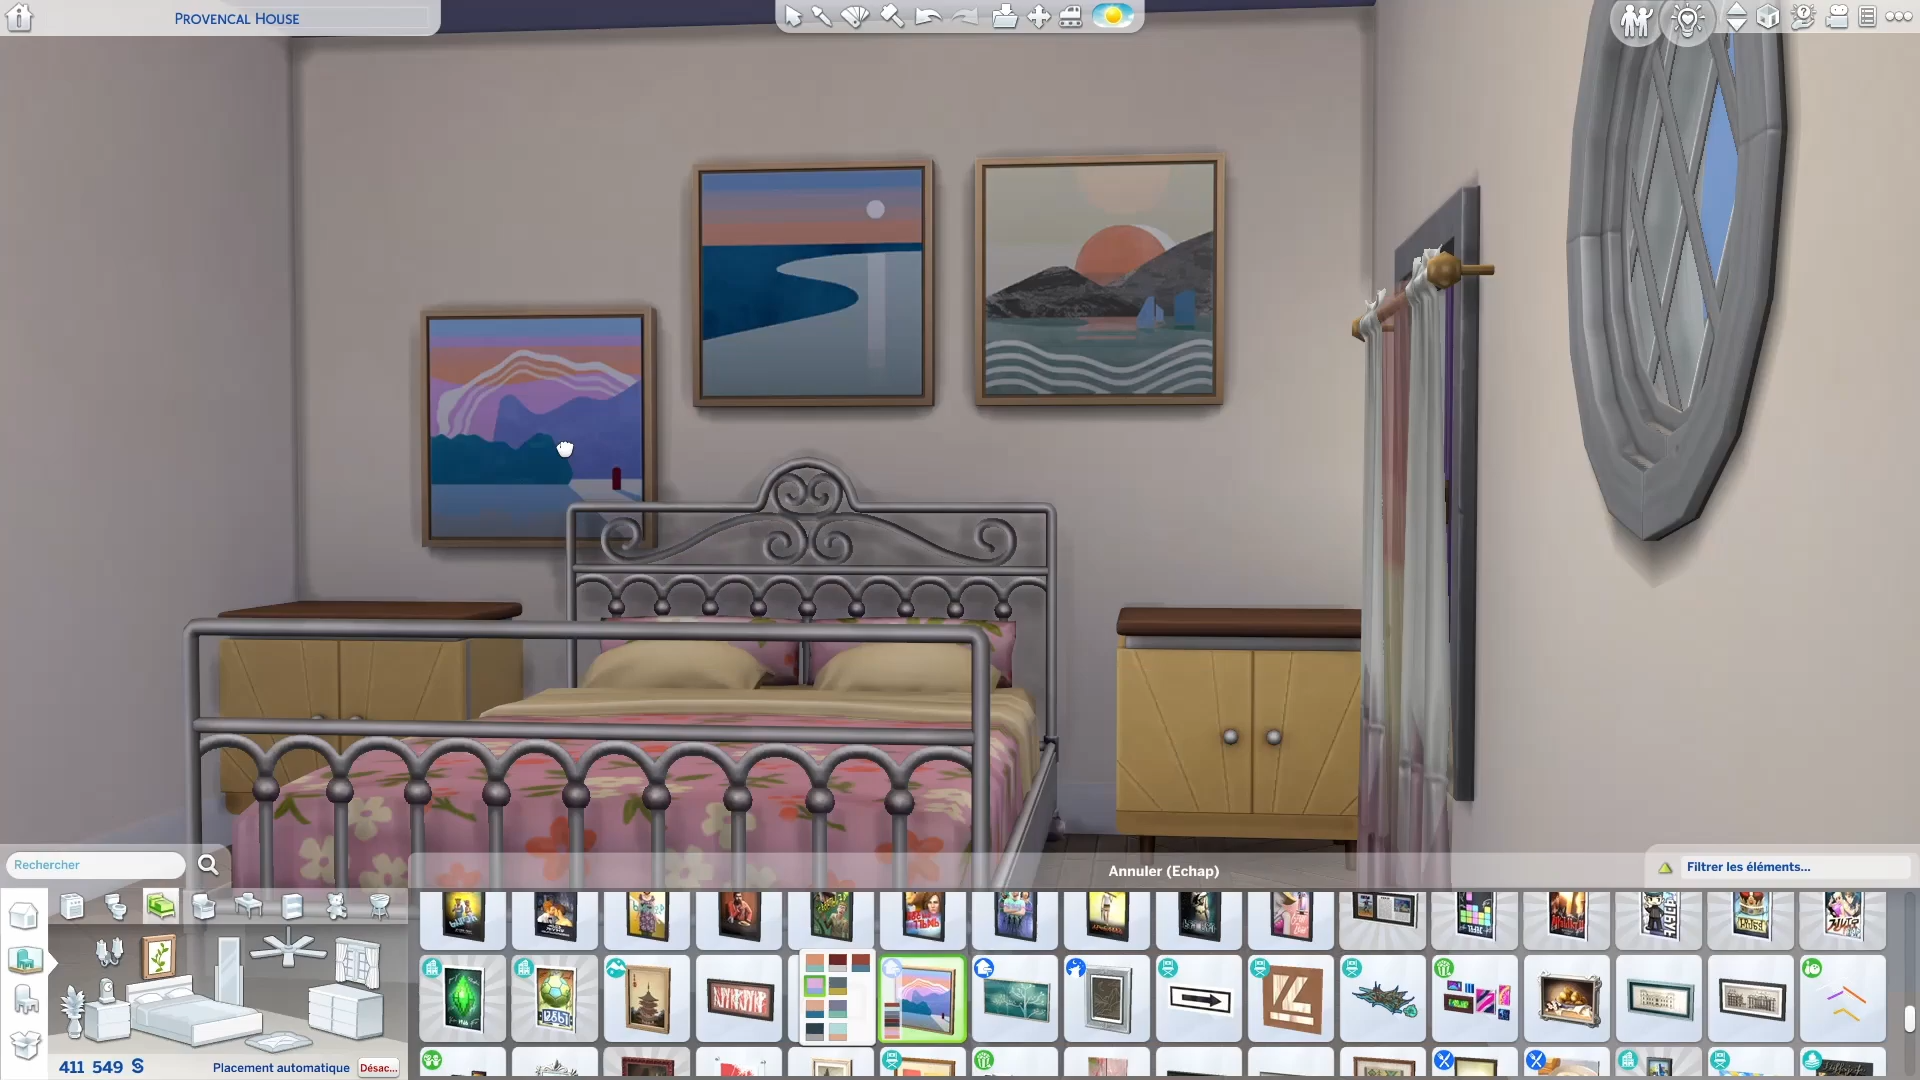 PROVENCAL HOUSE
Annuler (Echap)
Rechercher
Filtrer les éléments...
411 549 S
Placement automatique
Désac...